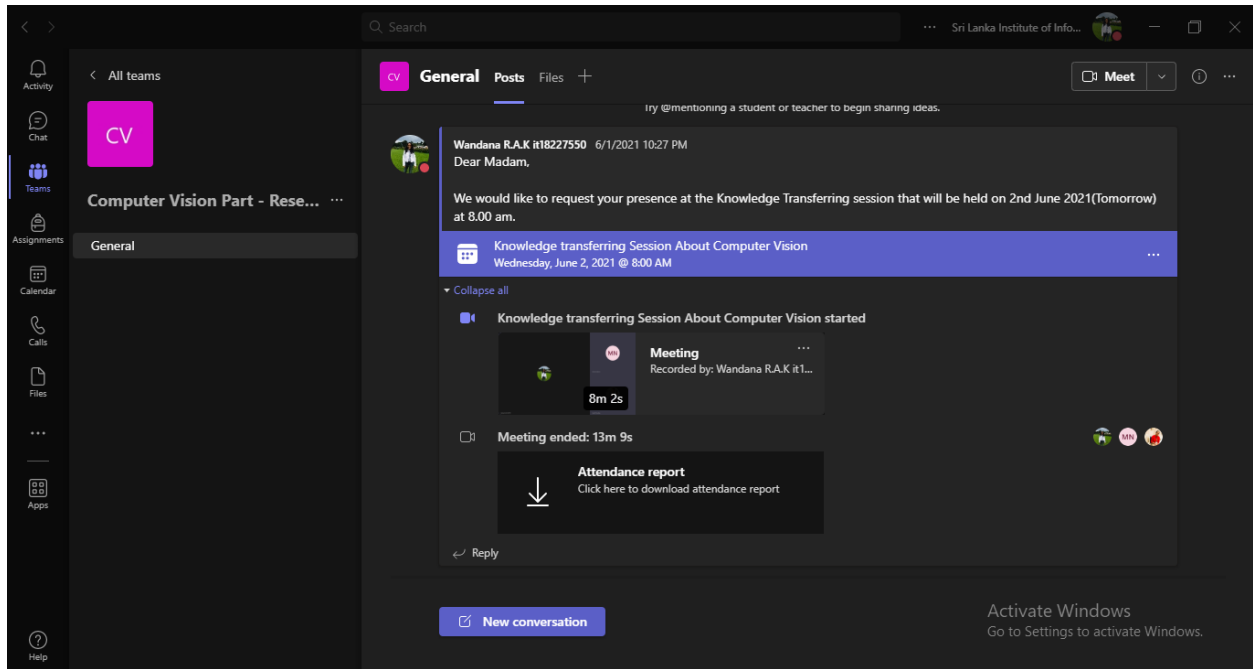 Search
Sri Lanka Institute of Info...
Activity
Chat
Teams
Assignments
Calendar
Calls
Files
Apps
Help
All teams
CV
Computer Vision Part - Rese... ...
General
CV General Posts Files
Meet
Try @mentioning a student or teacher to begin sharing ideas.
Wandana R.A.K it18227550 6/1/2021 10:27 PM
Dear Madam,
We would like to request your presence at the Knowledge Transferring session that will be held on 2nd June 2021(Tomorrow)
at 8.00 am.
Knowledge transferring Session About Computer Vision
Wednesday, June 2, 2021 @ 8:00 AM
Collapse all
Knowledge transferring Session About Computer Vision started
MN
8m 2s
Meeting
Recorded by: Wandana R.A.K it1...
Meeting ended: 13m 9s
MN
Attendance report
Click here to download attendance report
Reply
New conversation
Activate Windows
Go to Settings to activate Windows.